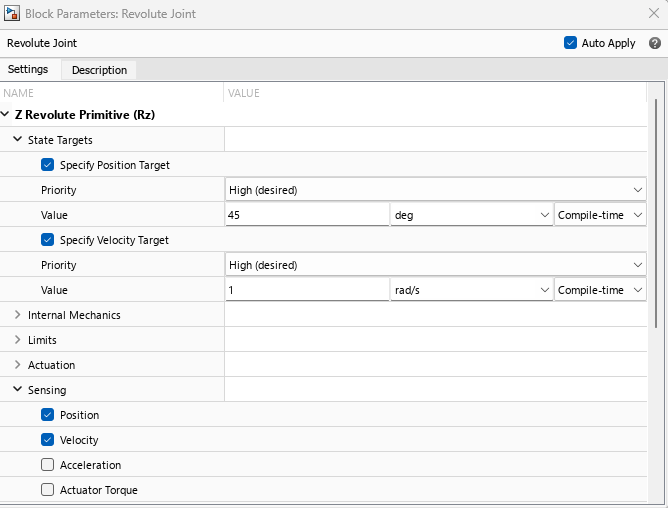 Block Parameters: Revolute Joint
Revolute Joint
Auto Apply
Settings
Description
NAME
VALUE
Z Revolute Primitive (Rz)
State Targets
Specify Position Target
Priority
High (desired)
Value
45
deg
Compile-time
Specify Velocity Target
Priority
High (desired)
Value
1
rad/s
Compile-time
Internal Mechanics
Limits
Actuation
Sensing
Position
Velocity
Acceleration
Actuator Torque